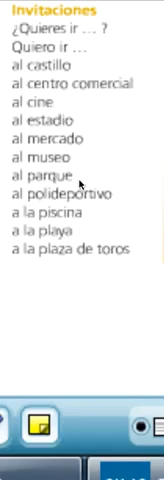 Invitaciones
¿Quieres ir ... ?
Quiero ir ...
al castillo
al centro comercial
al cine
al estadio
al mercado
al museo
al parque
al polideportivo
a la piscina
a la playa
a la plaza de toros